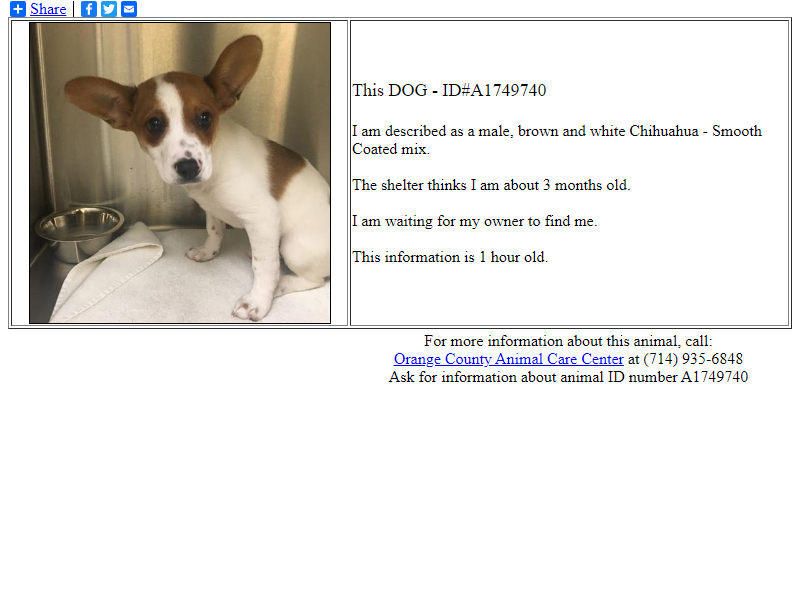 Share |
This DOG - ID#A1749740
I am described as a male, brown and white Chihuahua - Smooth
Coated mix.
The shelter thinks I am about 3 months old.
I am waiting for my owner to find me.
This information is 1 hour old.
For more information about this animal, call:
Orange County Animal Care Center at (714) 935-6848
Ask for information about animal ID number A1749740